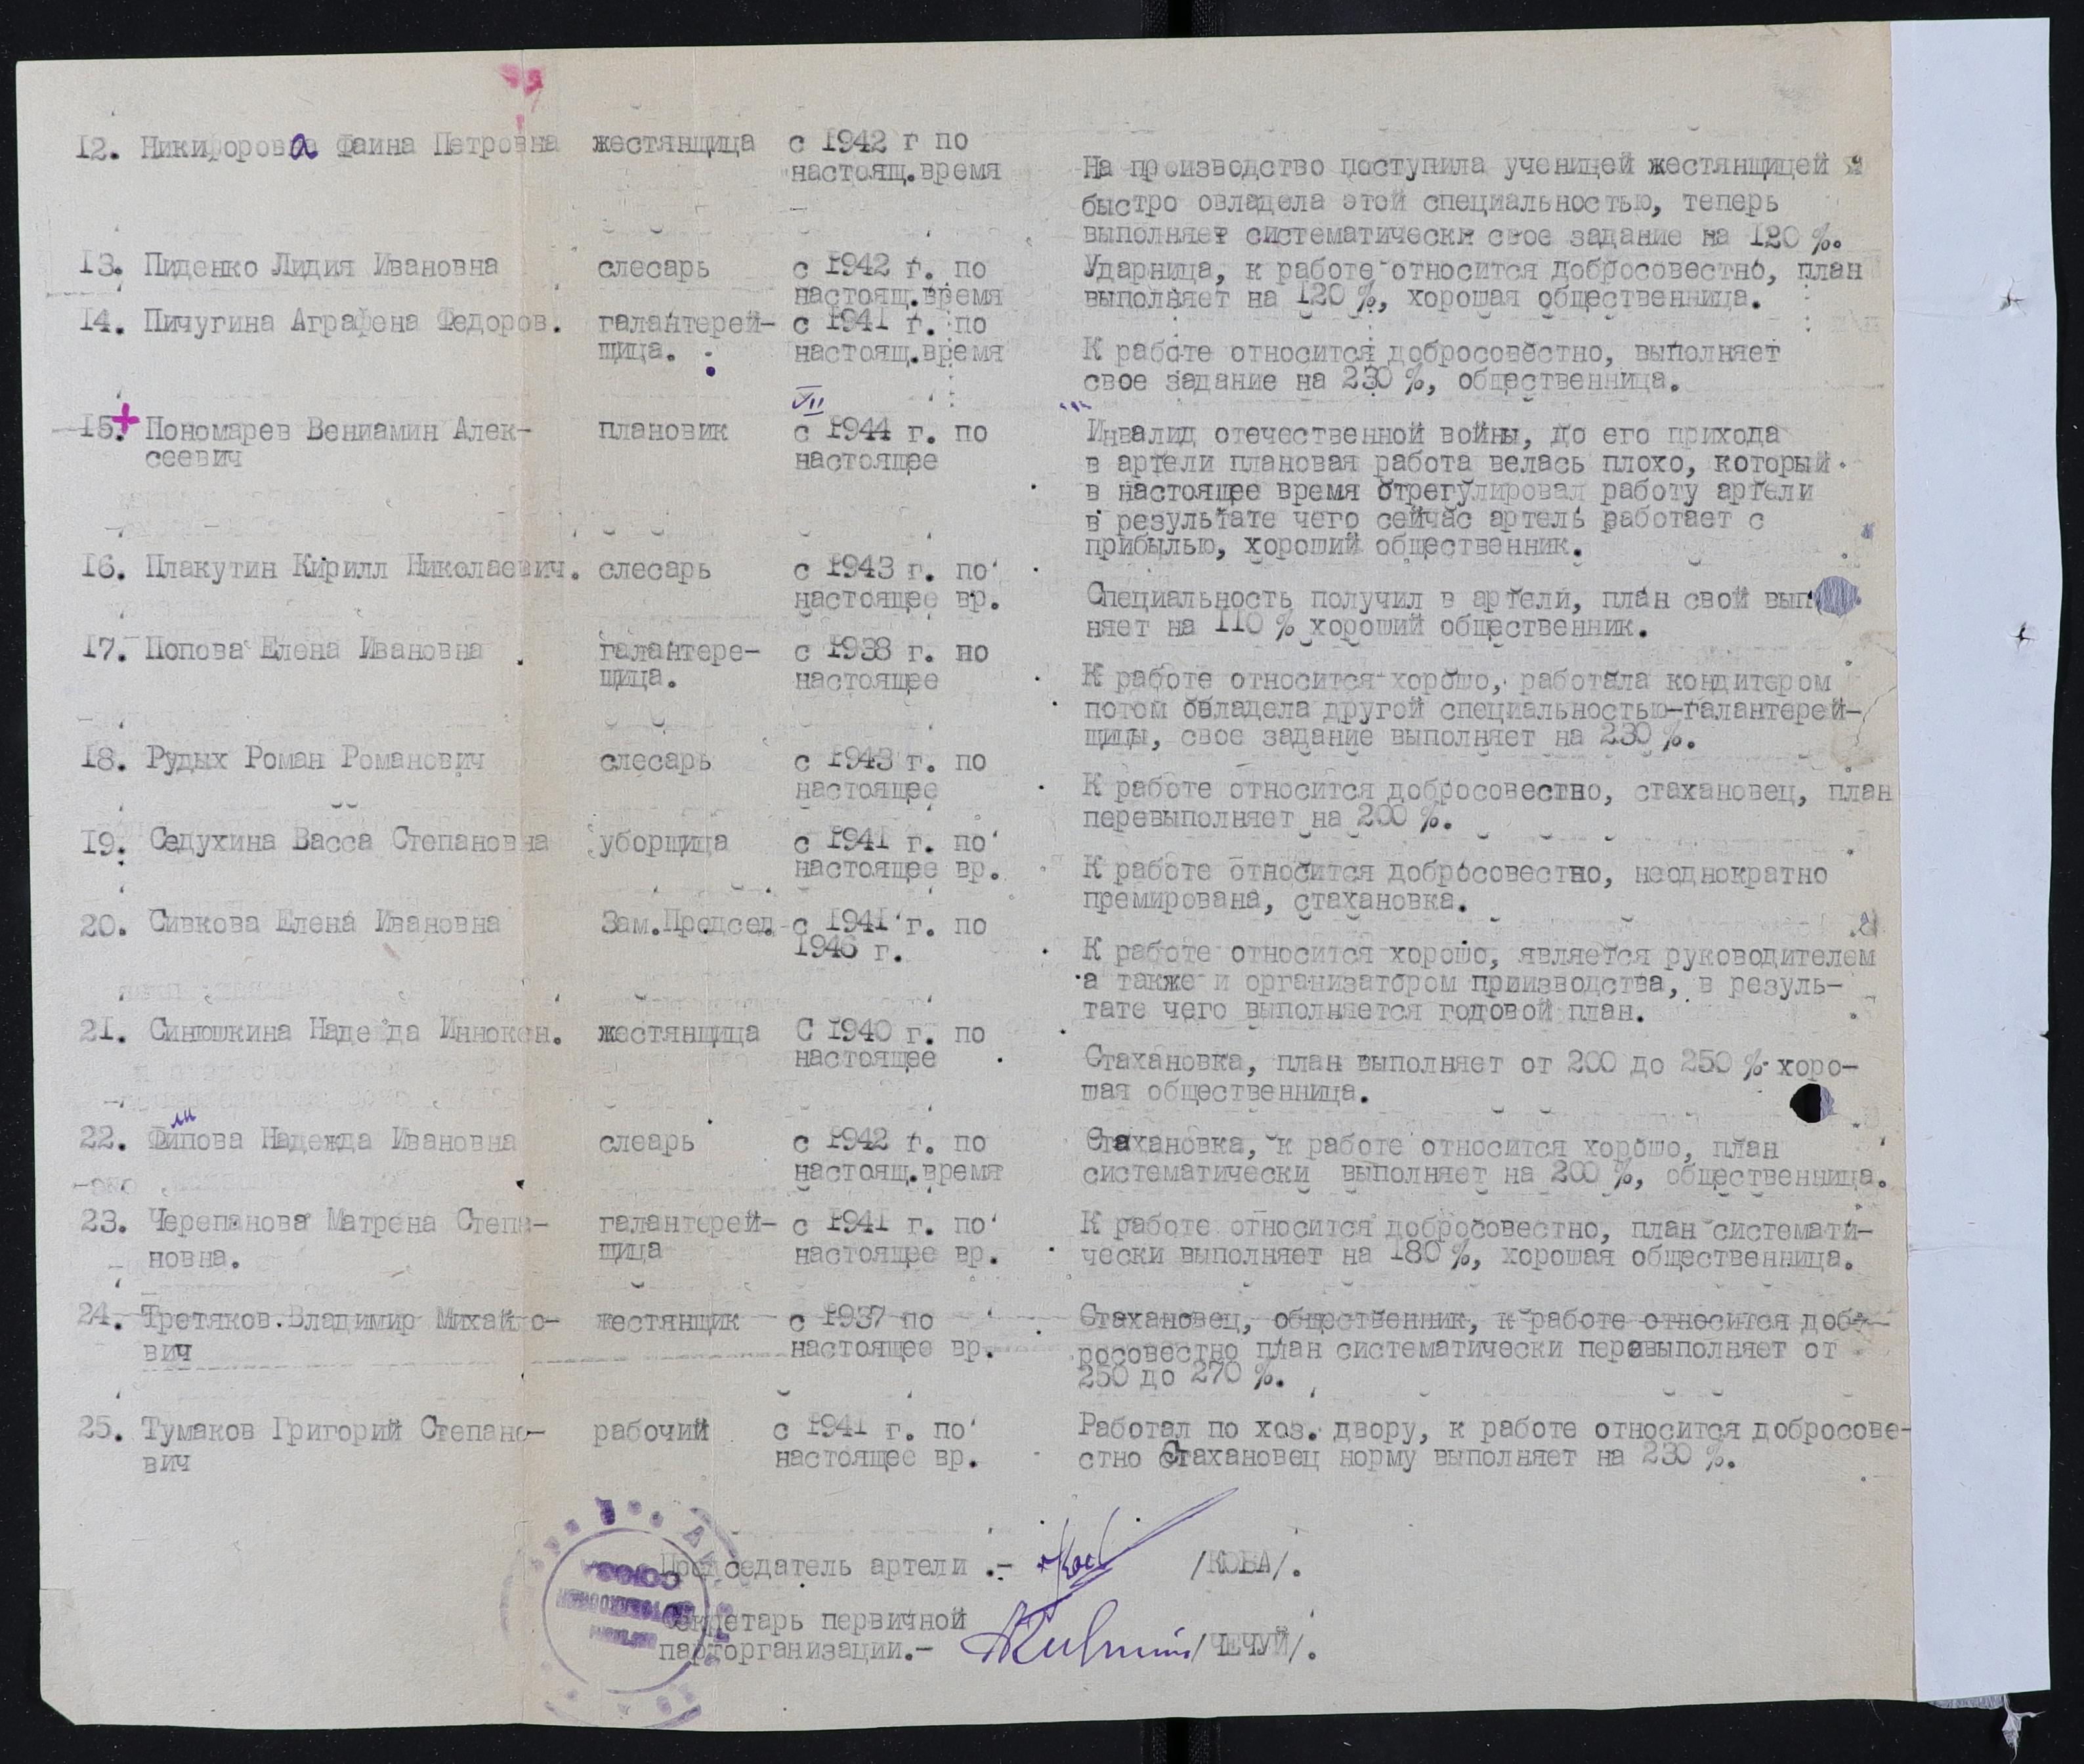 12. Никифорова Фаина Петровна жестянщица с 1942 г по
настоящ.время
На производство поступила ученицей жестянщицей и
быстро овладела этой специальностью, теперь
выполняет систематически свое задание на 120 %.
13. Пиденко Лидия Ивановна слесарь с 1942 г. по
настоящ.время
Ударница, к работе относится добросовестно, план
выполняет на 120 %, хорошая общественница.
14. Пичугина Аграфена Федоров. галантерей- с 1941 г. по
щица. настоящ.время
К работе относится добросовестно, выполняет
свое задание на 230 %, общественница.
VII
15. Пономарев Вениамин Алек- плановик с 1944 г. по
сеевич настоящее
Инвалид отечественной войны, до его прихода
в артели плановая работа велась плохо, который
в настоящее время отрегулировал работу артели
в результате чего сейчас артель работает с
прибылью, хороший общественник.
16. Плакутин Кирилл Николаевич. слесарь с 1943 г. по
настоящее вр.
Специальность получил в артели, план свой вып
няет на 110 % хороший общественник.
17. Попова Елена Ивановна галантере- с 1938 г. по
щица. настоящее
К работе относится хорошо, работала кондитером
потом овладела другой специальностью-галантерей-
щицы, свое задание выполняет на 230 %.
18. Рудых Роман Романович слесарь с 1943 г. по
настоящее
К работе относится добросовестно, стахановец, план
перевыполняет на 200 %.
19. Седухина Васса Степановна уборщица с 1941 г. по
настоящее вр.
К работе относится добросовестно, неоднократно
премирована, стахановка.
20. Сивкова Елена Ивановна Зам.Председ. с 1941 г. по
1946 г.
К работе относится хорошо, является руководителем
а также и организатором приизводства, в резуль-
тате чего выполняется годовой план.
21. Синюшкина Наде да Иннокен. жестянщица С 1940 г. по
настоящее
Стахановка, план выполняет от 200 до 250 % хоро-
шая общественница.
ли
22. Фипова Надежда Ивановна слеарь с 1942 г. по
настоящ.время
Стахановка, к работе относится хорошо, план
систематически выполняет на 200 %, общественница.
23. Черепанова Матрена Степа- галантерей- с 1941 г. по
новна. щица настоящее вр.
К работе относится добросовестно, план системати-
чески выполняет на 180 %, хорошая общественница.
24. Третяков.Владимир Михайло- жестянщик с 1937 по
вич настоящее вр.
Стахановец, общественник, к работе относится доб-
росовестно план систематически перевыполняет от
250 до 270 %.
25. Тумаков Григорий Степано- рабочий с 1941 г. по
вич настоящее вр.
Работал по хоз. двору, к работе относится добросове-
стно Стахановец норму выполняет на 230 %.
Председатель артели .- /КОВА/.
Секретарь первичной
парторганизации.- /ЧЕЧУЙ/.
СОЮЗА